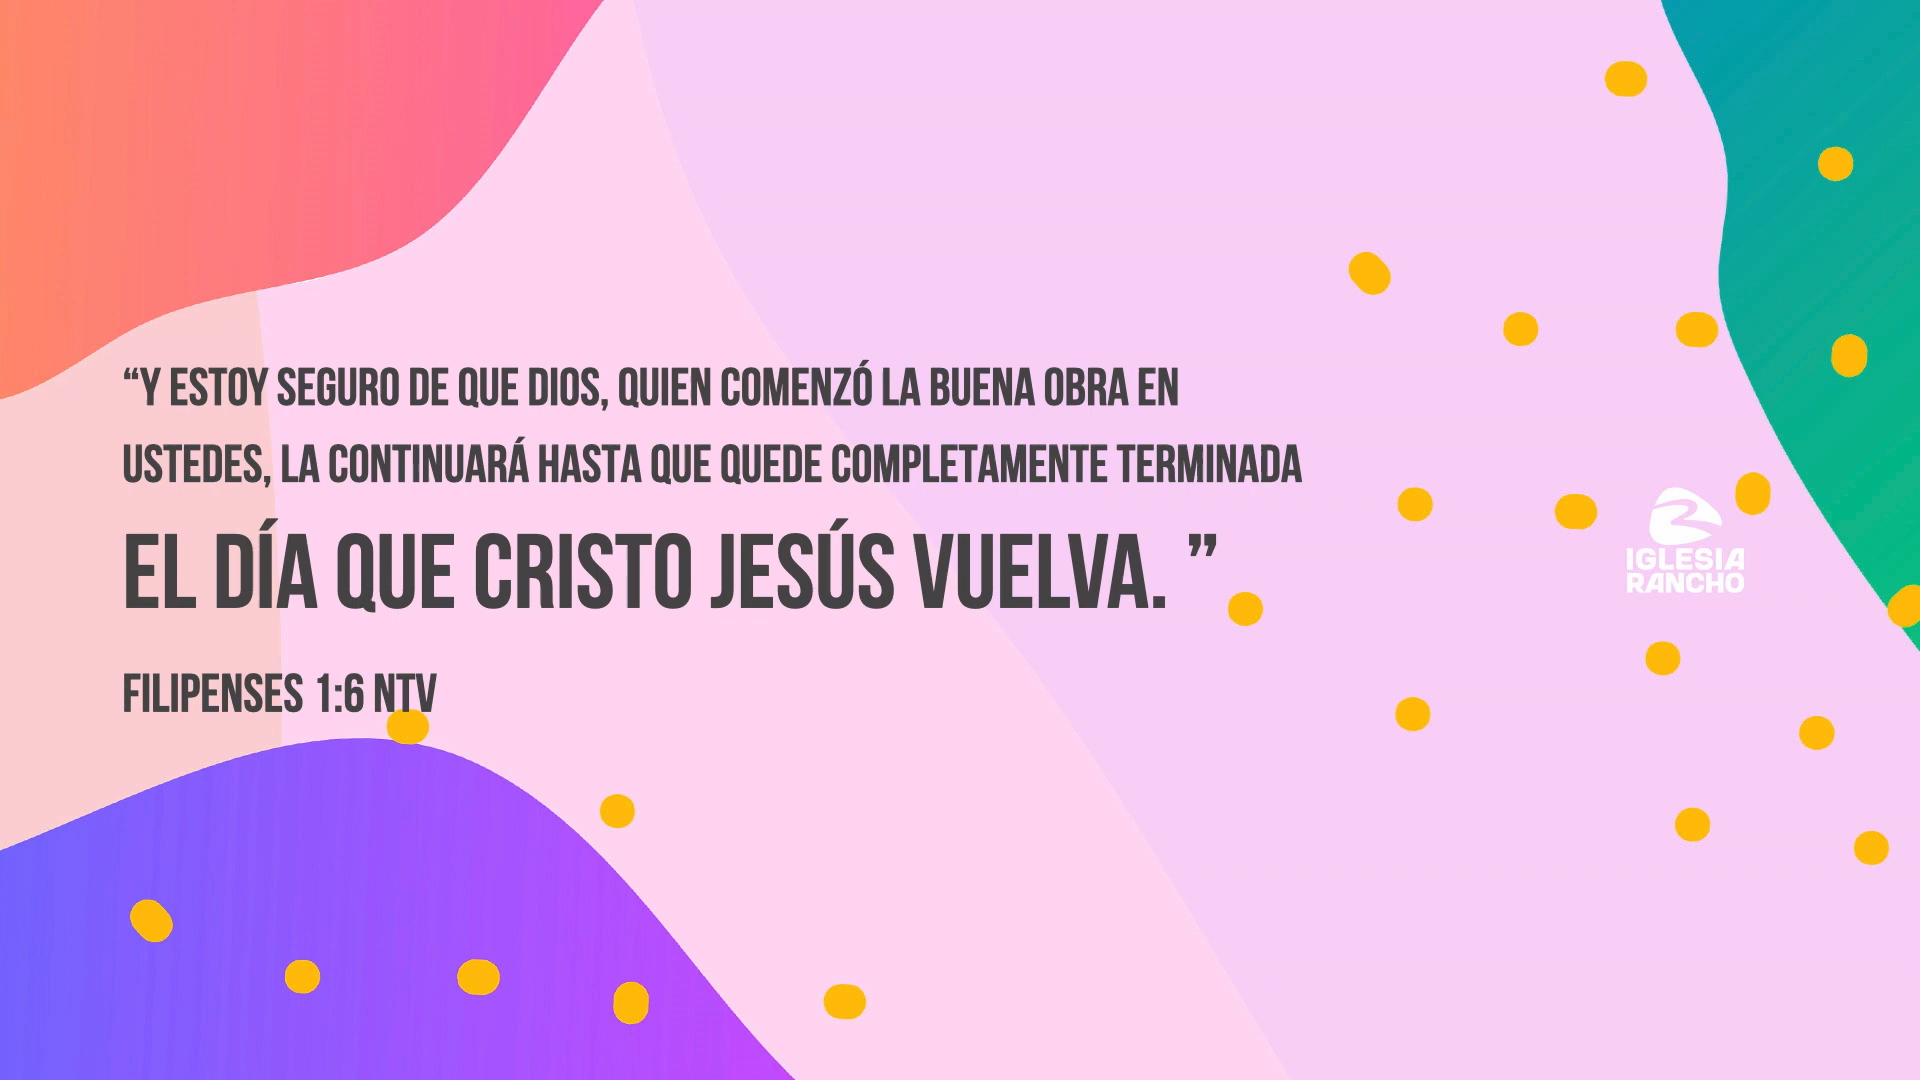 “Y ESTOY SEGURO DE QUE DIOS, QUIEN COMENZÓ LA BUENA OBRA EN
USTEDES, LA CONTINUARÁ HASTA QUE QUEDE COMPLETAMENTE TERMINADA
EL DÍA QUE CRISTO JESÚS VUELVA. ”
FILIPENSES 1:6 NTV
IGLESIA
RANCHO